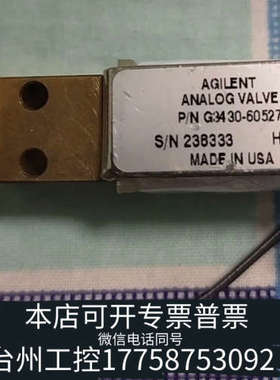 AGILENT
ANALOG VALVE
P/N G3430-60527
S/N 238333 H
MADE IN USA
本店可开专票普票
微信电话同号
台州工控17758753092